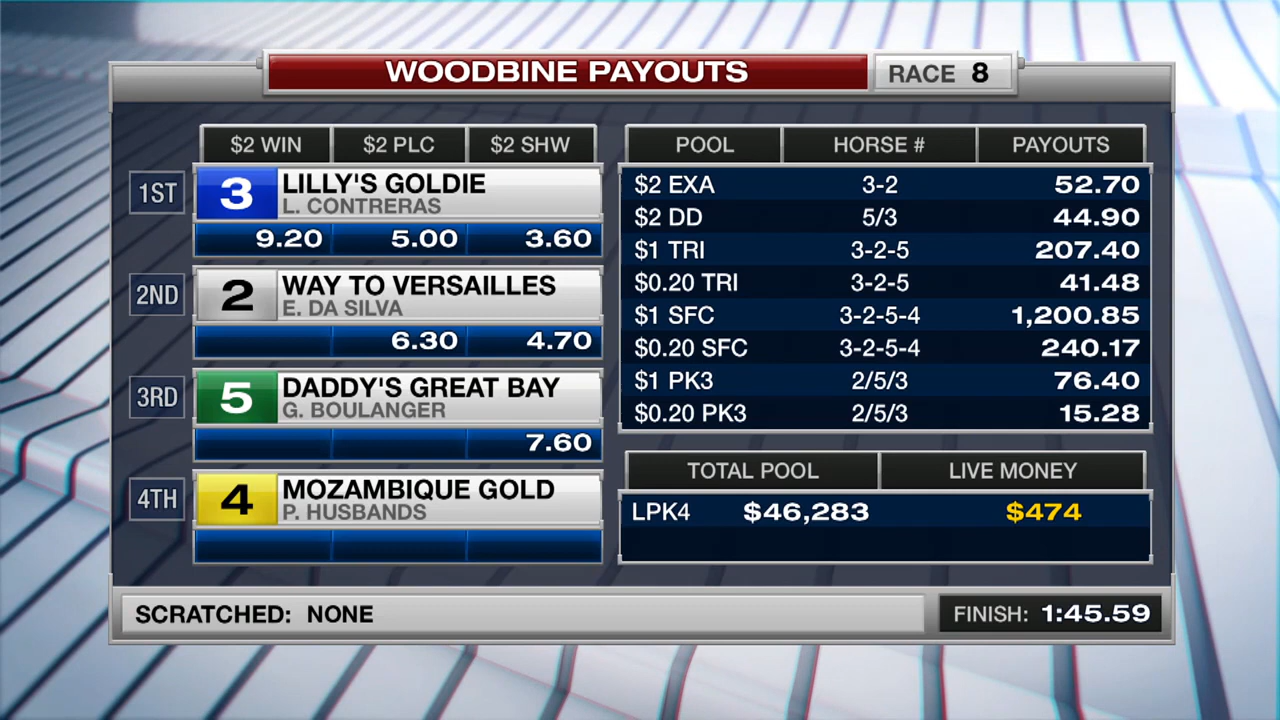 WOODBINE PAYOUTS
RACE 8
$2 WIN $2 PLC $2 SHW
1ST 3 LILLY'S GOLDIE
L. CONTRERAS
9.20 5.00 3.60
2ND 2 WAY TO VERSAILLES
E. DA SILVA
6.30 4.70
3RD 5 DADDY'S GREAT BAY
G. BOULANGER
7.60
4TH 4 MOZAMBIQUE GOLD
P. HUSBANDS
POOL HORSE # PAYOUTS
$2 EXA 3-2 52.70
$2 DD 5/3 44.90
$1 TRI 3-2-5 207.40
$0.20 TRI 3-2-5 41.48
$1 SFC 3-2-5-4 1,200.85
$0.20 SFC 3-2-5-4 240.17
$1 PK3 2/5/3 76.40
$0.20 PK3 2/5/3 15.28
TOTAL POOL LIVE MONEY
LPK4 $46,283 $474
SCRATCHED: NONE
FINISH: 1:45.59